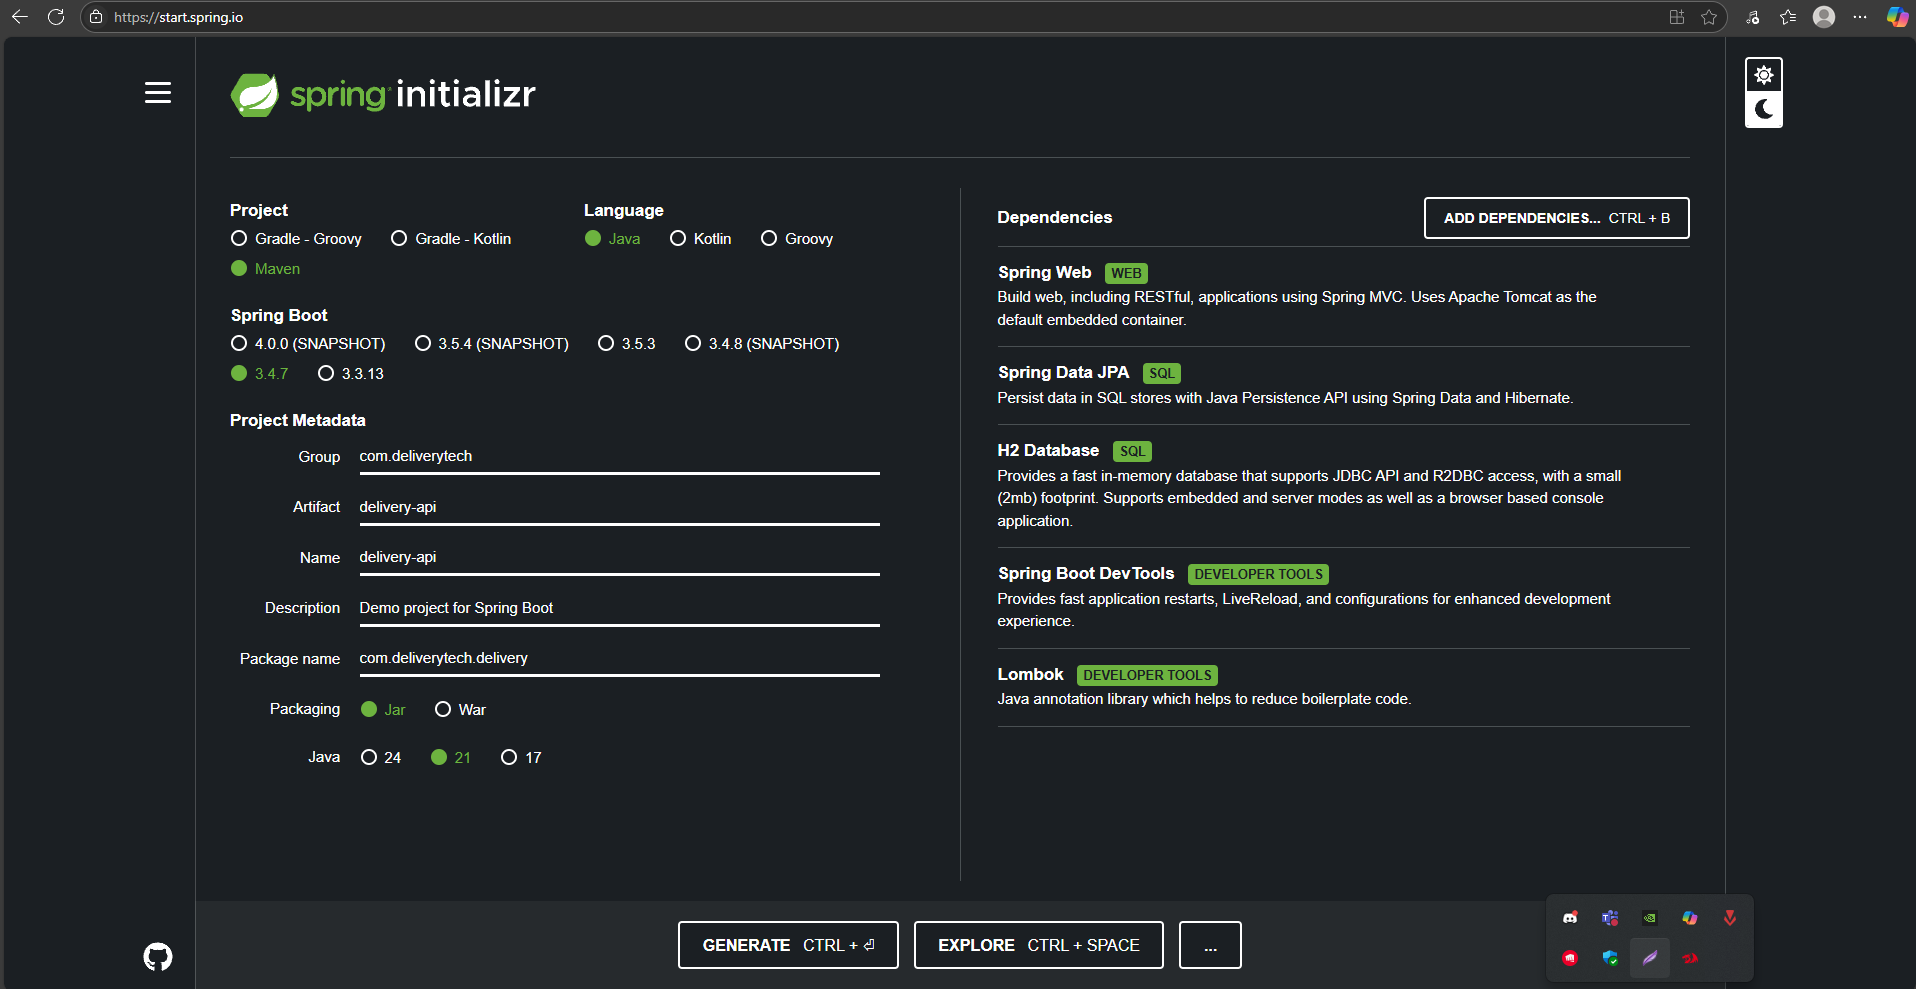 https://start.spring.io
spring initializr
Project
Gradle - Groovy Gradle - Kotlin
Maven
Language
Java Kotlin Groovy
Spring Boot
4.0.0 (SNAPSHOT) 3.5.4 (SNAPSHOT) 3.5.3 3.4.8 (SNAPSHOT)
3.4.7 3.3.13
Project Metadata
Group com.deliverytech
Artifact delivery-api
Name delivery-api
Description Demo project for Spring Boot
Package name com.deliverytech.delivery
Packaging Jar War
Java 24 21 17
Dependencies
ADD DEPENDENCIES... CTRL + B
Spring Web WEB
Build web, including RESTful, applications using Spring MVC. Uses Apache Tomcat as the
default embedded container.
Spring Data JPA SQL
Persist data in SQL stores with Java Persistence API using Spring Data and Hibernate.
H2 Database SQL
Provides a fast in-memory database that supports JDBC API and R2DBC access, with a small
(2mb) footprint. Supports embedded and server modes as well as a browser based console
application.
Spring Boot DevTools DEVELOPER TOOLS
Provides fast application restarts, LiveReload, and configurations for enhanced development
experience.
Lombok DEVELOPER TOOLS
Java annotation library which helps to reduce boilerplate code.
GENERATE CTRL + ⏎
EXPLORE CTRL + SPACE
...